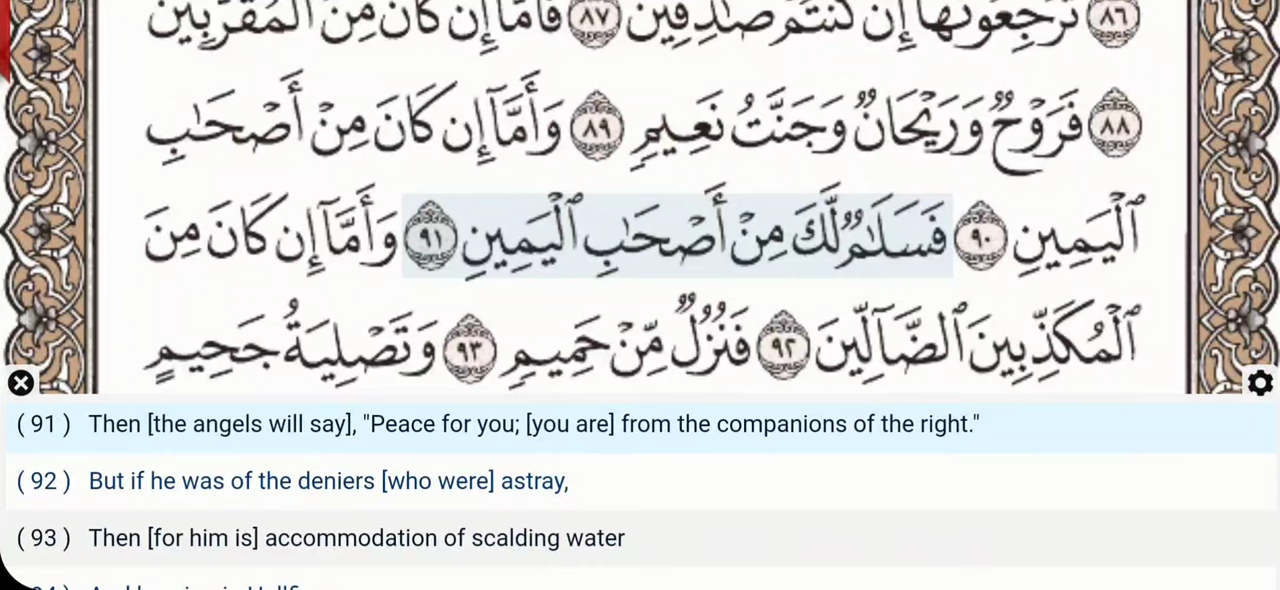 ۝٨٦ تَرْجِعُونَهَآ إِن كُنتُمْ صَٰدِقِينَ ۝٨٧ فَأَمَّآ إِن كَانَ مِنَ ٱلْمُقَرَّبِينَ
۝٨٨ فَرَوْحٌ وَرَيْحَانٌ وَجَنَّتُ نَعِيمٍ ۝٨٩ وَأَمَّآ إِن كَانَ مِنْ أَصْحَٰبِ
ٱلْيَمِينِ ۝٩٠ فَسَلَٰمٌ لَّكَ مِنْ أَصْحَٰبِ ٱلْيَمِينِ ۝٩١ وَأَمَّآ إِن كَانَ مِنَ
ٱلْمُكَذِّبِينَ ٱلضَّآلِّينَ ۝٩٢ فَنُزُلٌ مِّنْ حَمِيمٍ ۝٩٣ وَتَصْلِيَةُ جَحِيمٍ
( 91 ) Then [the angels will say], "Peace for you; [you are] from the companions of the right."
( 92 ) But if he was of the deniers [who were] astray,
( 93 ) Then [for him is] accommodation of scalding water